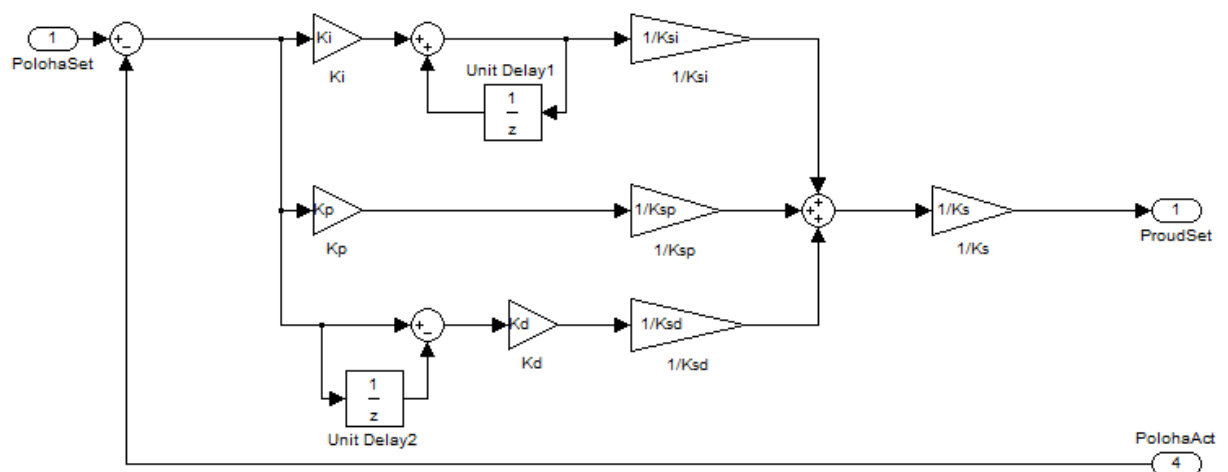 1
PolohaSet
+
−
Ki
Ki
+
+
Unit Delay1
1
z
1/Ksi
1/Ksi
Kp
Kp
1/Ksp
1/Ksp
+
+
+
1/Ks
1/Ks
1
ProudSet
+
−
Kd
Kd
1/Ksd
1/Ksd
1
z
Unit Delay2
PolohaAct
4